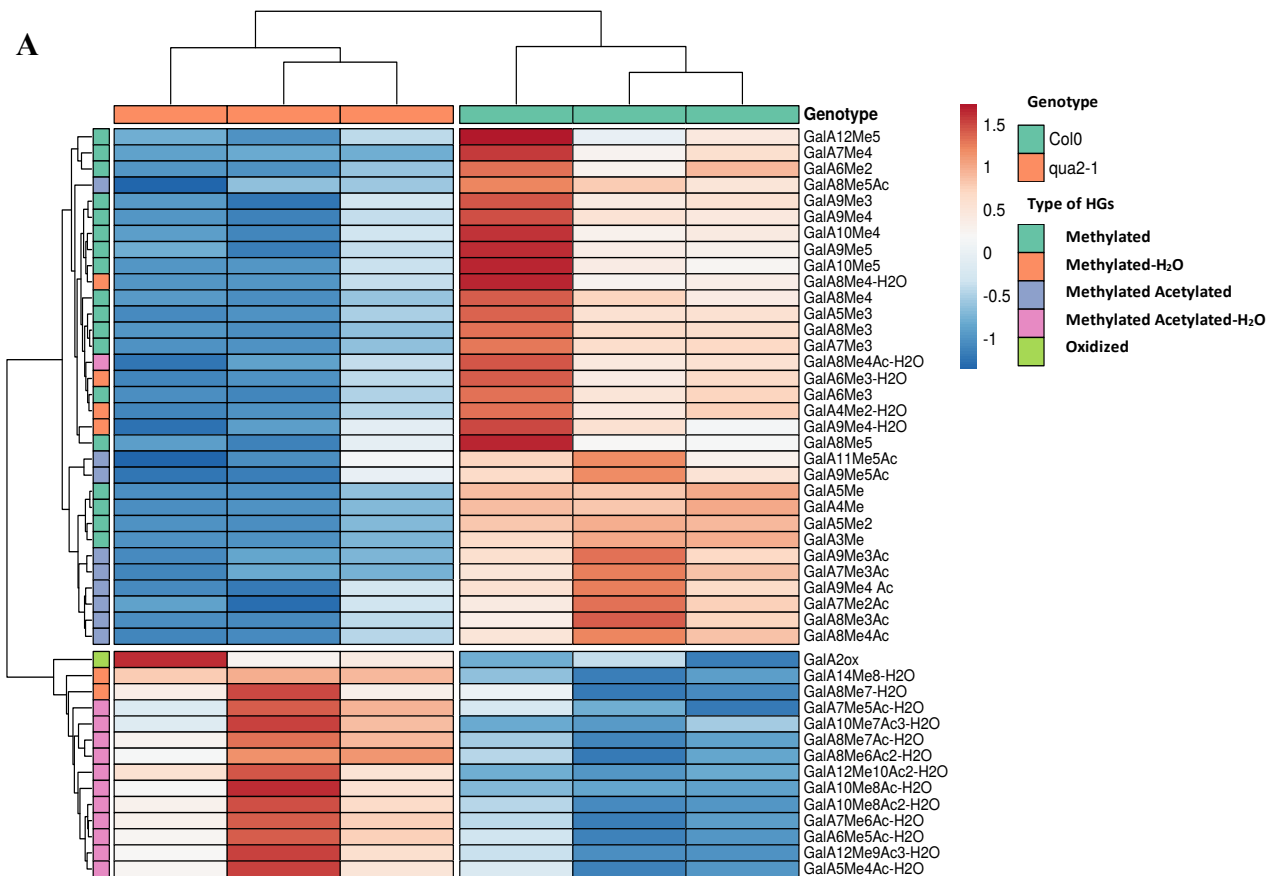 A
Genotype
GalA12Me5
GalA7Me4
GalA6Me2
GalA8Me5Ac
GalA9Me3
GalA9Me4
GalA10Me4
GalA9Me5
GalA10Me5
GalA8Me4-H2O
GalA8Me4
GalA5Me3
GalA8Me3
GalA7Me3
GalA8Me4Ac-H2O
GalA6Me3-H2O
GalA6Me3
GalA4Me2-H2O
GalA9Me4-H2O
GalA8Me5
GalA11Me5Ac
GalA9Me5Ac
GalA5Me
GalA4Me
GalA5Me2
GalA3Me
GalA9Me3Ac
GalA7Me3Ac
GalA9Me4 Ac
GalA7Me2Ac
GalA8Me3Ac
GalA8Me4Ac
GalA2ox
GalA14Me8-H2O
GalA8Me7-H2O
GalA7Me5Ac-H2O
GalA10Me7Ac3-H2O
GalA8Me7Ac-H2O
GalA8Me6Ac2-H2O
GalA12Me10Ac2-H2O
GalA10Me8Ac-H2O
GalA10Me8Ac2-H2O
GalA7Me6Ac-H2O
GalA6Me5Ac-H2O
GalA12Me9Ac3-H2O
GalA5Me4Ac-H2O
1.5
1
0.5
0
-0.5
-1
Genotype
Col0
qua2-1
Type of HGs
Methylated
Methylated-H₂O
Methylated Acetylated
Methylated Acetylated-H₂O
Oxidized